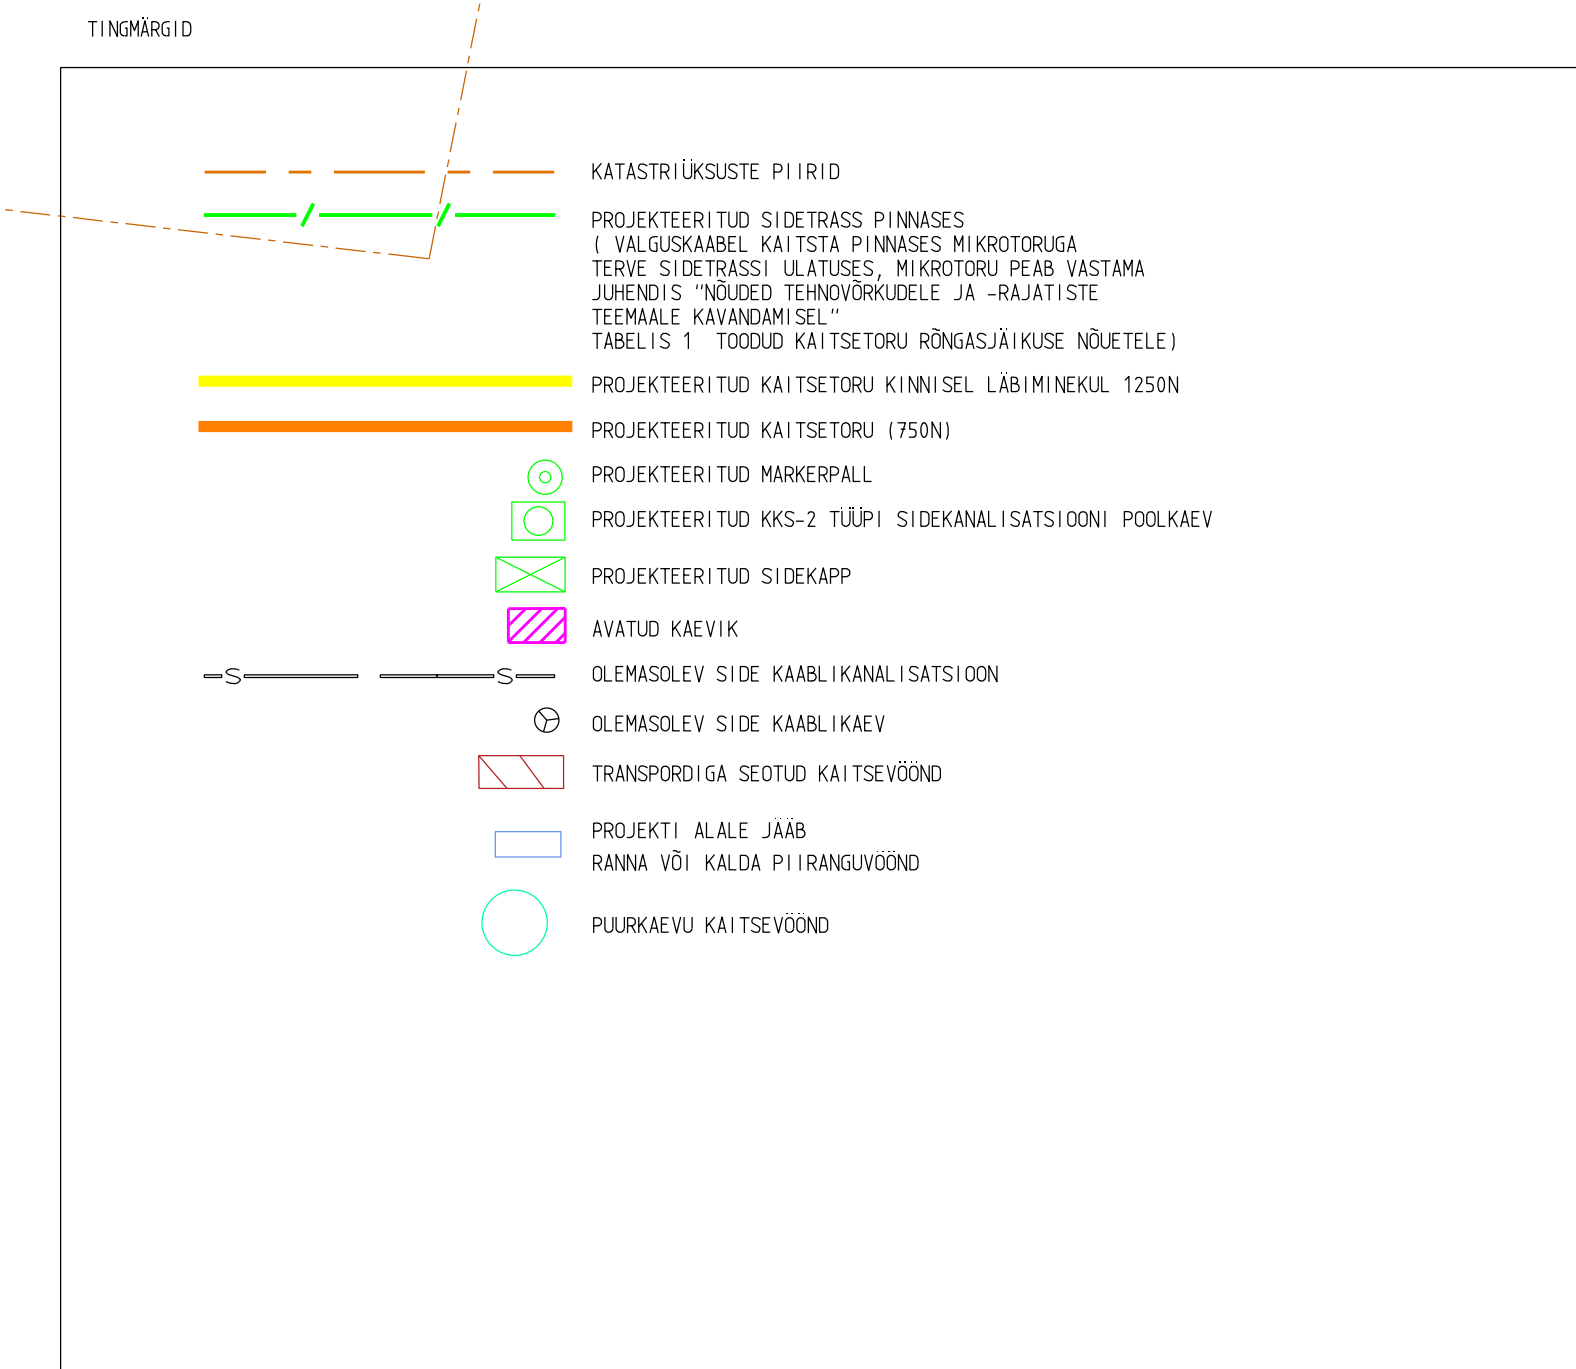 TINGMÄRGID
KATASTRIÜKSUSTE PIIRID
PROJEKTEERITUD SIDETRASS PINNASES
( VALGUSKAABEL KAITSTA PINNASES MIKROTORUGA
TERVE SIDETRASSI ULATUSES, MIKROTORU PEAB VASTAMA
JUHENDIS "NÕUDED TEHNOVÕRKUDELE JA -RAJATISTE
TEEMAALE KAVANDAMISEL"
TABELIS 1 TOODUD KAITSETORU RÕNGASJÄIKUSE NÕUETELE)
PROJEKTEERITUD KAITSETORU KINNISEL LÄBIMINEKUL 1250N
PROJEKTEERITUD KAITSETORU (750N)
PROJEKTEERITUD MARKERPALL
PROJEKTEERITUD KKS-2 TÜÜPI SIDEKANALISATSIOONI POOLKAEV
PROJEKTEERITUD SIDEKAPP
AVATUD KAEVIK
S S OLEMASOLEV SIDE KAABLIKANALISATSIOON
OLEMASOLEV SIDE KAABLIKAEV
TRANSPORDIGA SEOTUD KAITSEVÖÖND
PROJEKTI ALALE JÄÄB
RANNA VÕI KALDA PIIRANGUVÖÖND
PUURKAEVU KAITSEVÖÖND